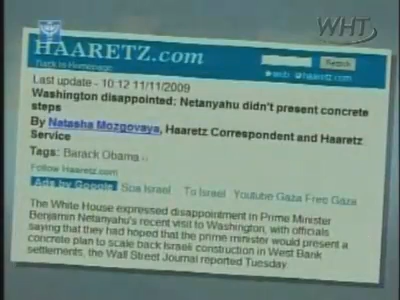 WHT
HAARETZ.com
Back to Homepage
Search
web haaretz.com
Last update - 10:12 11/11/2009
Washington disappointed: Netanyahu didn't present concrete
steps
By Natasha Mozgovaya, Haaretz Correspondent and Haaretz
Service
Tags: Barack Obama
Follow Haaretz.com
Ads by Google Spa Israel To Israel Youtube Gaza Free Gaza
The White House expressed disappointment in Prime Minister
Benjamin Netanyahu's recent visit to Washington, with officials
saying that they had hoped that the prime minister would present a
concrete plan to scale back Israeli construction in West Bank
settlements, the Wall Street Journal reported Tuesday.